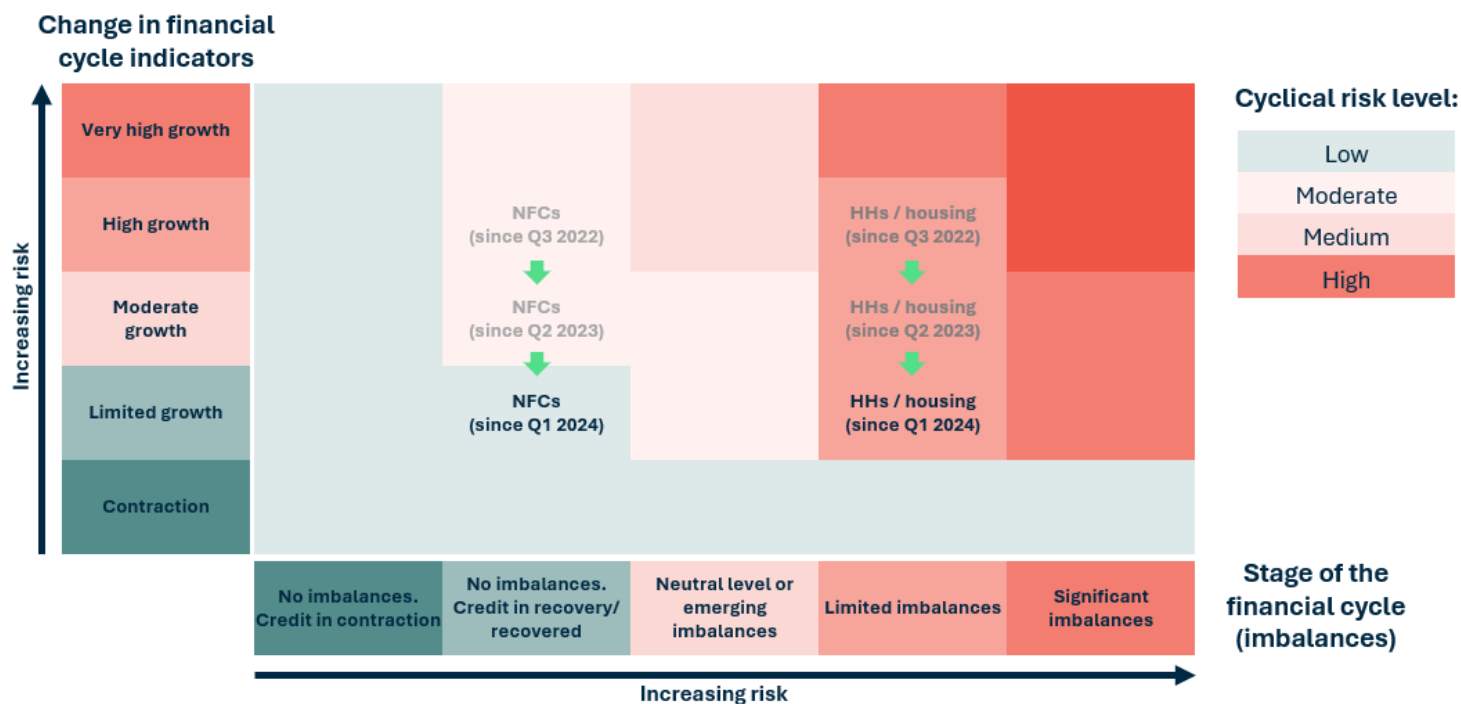 Change in financial
cycle indicators
Increasing risk
Very high growth
High growth
Moderate
growth
Limited growth
Contraction
NFCs
(since Q3 2022)
NFCs
(since Q2 2023)
NFCs
(since Q1 2024)
HHs / housing
(since Q3 2022)
HHs / housing
(since Q2 2023)
HHs / housing
(since Q1 2024)
Cyclical risk level:
Low
Moderate
Medium
High
No imbalances.
Credit in contraction
No imbalances.
Credit in recovery/
recovered
Neutral level or
emerging
imbalances
Limited imbalances
Significant
imbalances
Stage of the
financial cycle
(imbalances)
Increasing risk